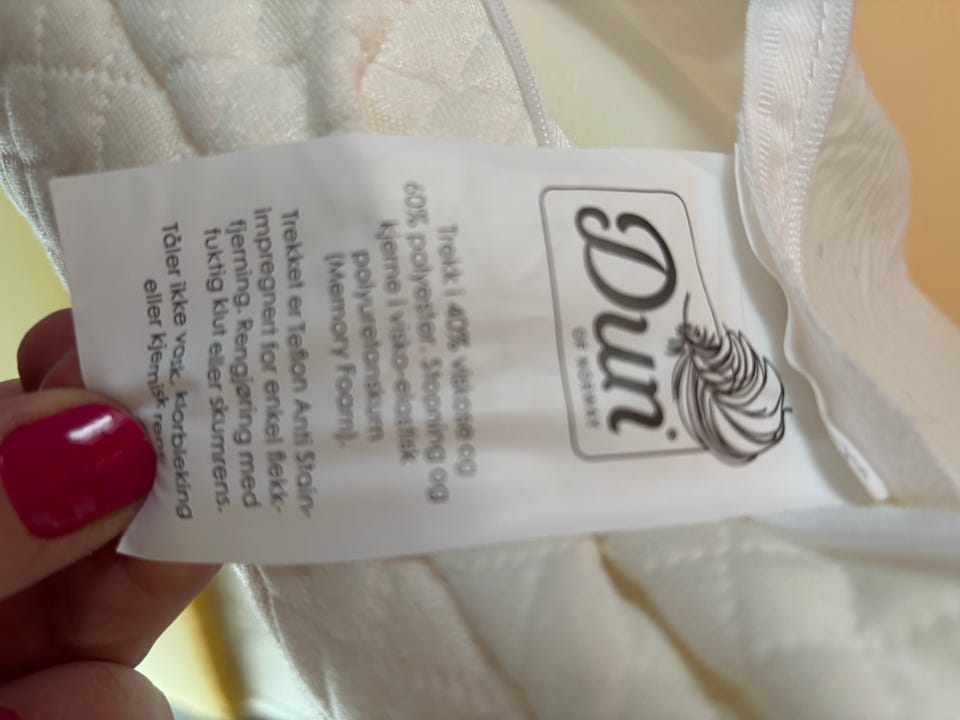 Dun
OF NORWAY
Trekk i 40% viskose og
60% polyester. Stopning og
kjerne i visko-elastisk
polyuretanskum
(Memory Foam).
Trekket er Teflon Anti Stain-
impregnert for enkel flekk-
fjerning. Rengjøring med
fuktig klut eller skumrens.
Tåler ikke vask, klorbleking
eller kjemisk rens